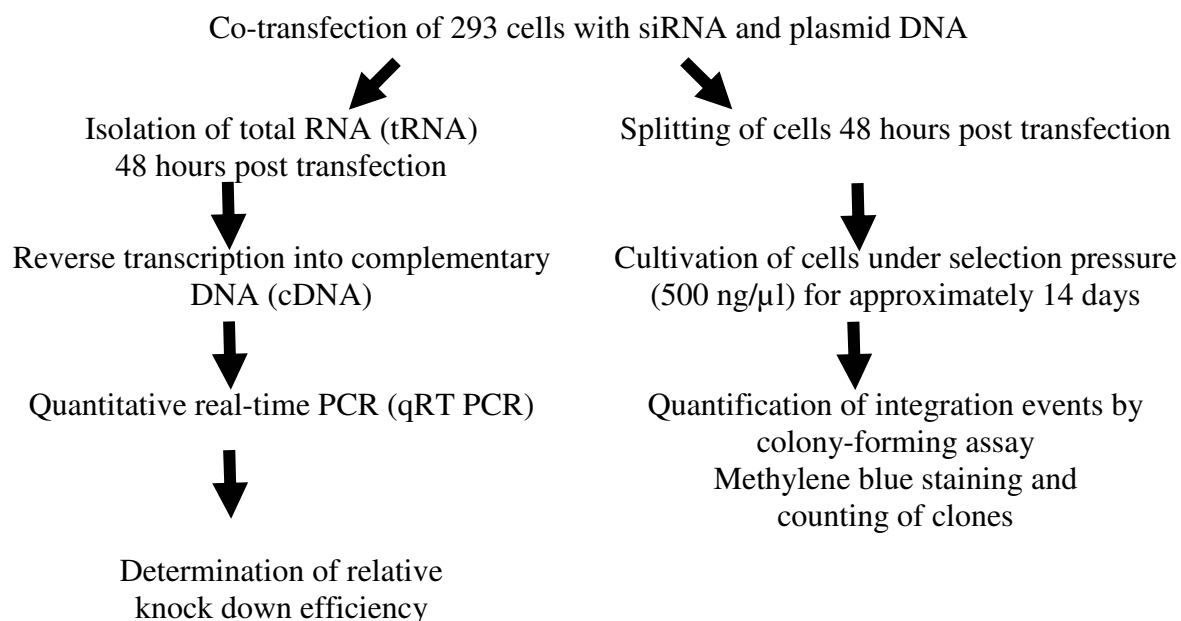 Co-transfection of 293 cells with siRNA and plasmid DNA
Isolation of total RNA (tRNA)
48 hours post transfection
Reverse transcription into complementary
DNA (cDNA)
Quantitative real-time PCR (qRT PCR)
Determination of relative
knock down efficiency
Splitting of cells 48 hours post transfection
Cultivation of cells under selection pressure
(500 ng/µl) for approximately 14 days
Quantification of integration events by
colony-forming assay
Methylene blue staining and
counting of clones